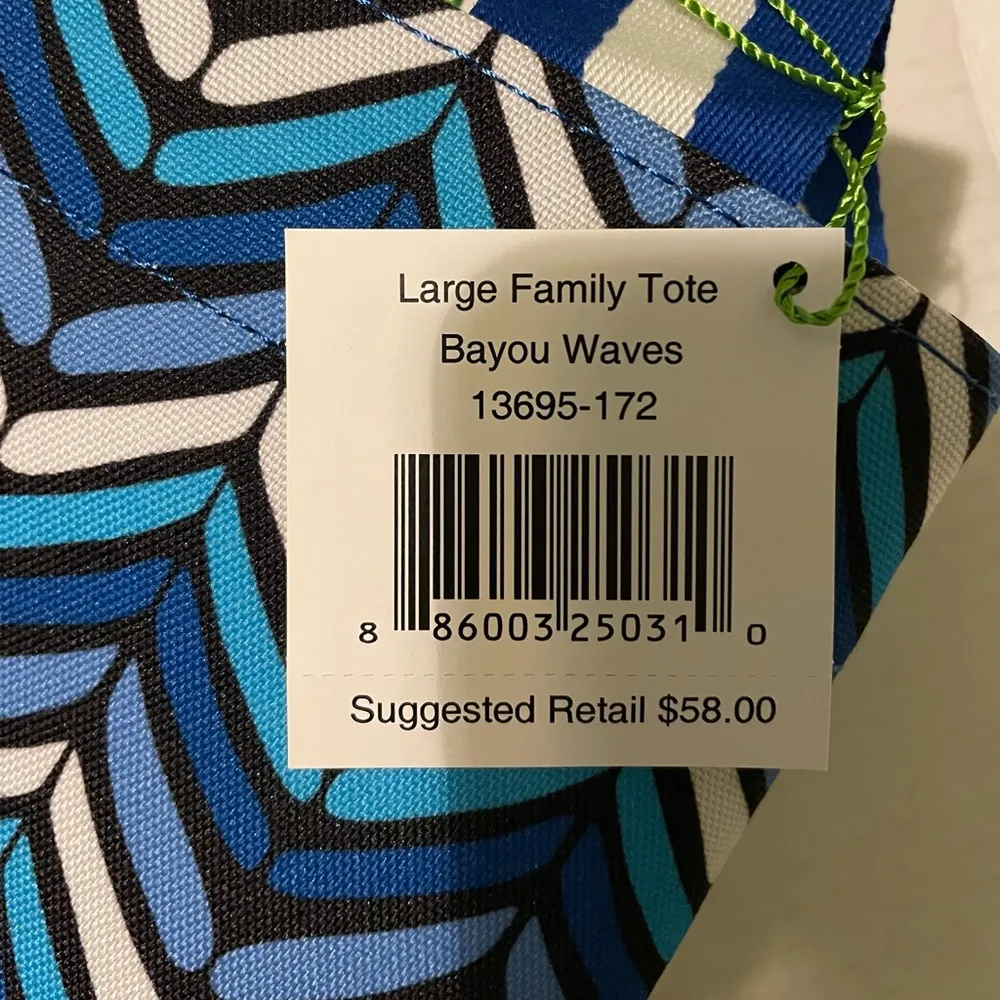 Large Family Tote
Bayou Waves
13695-172
8 86003 25031 0
Suggested Retail $58.00